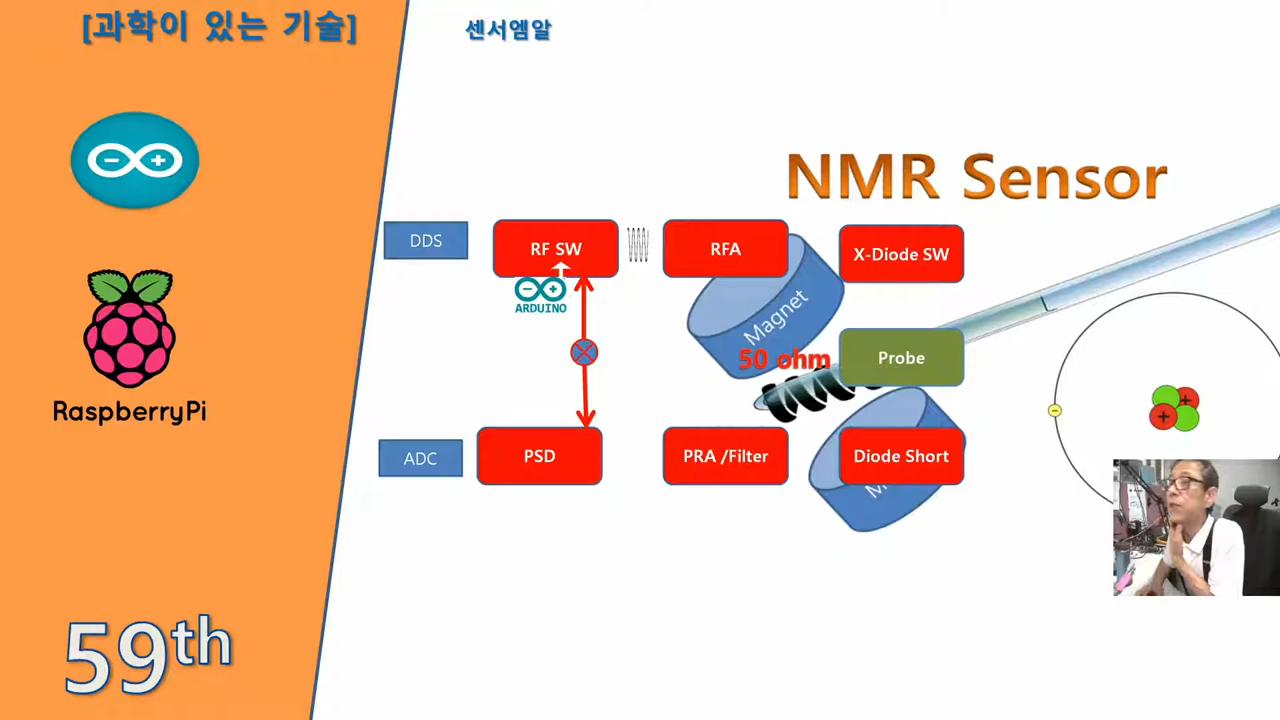 [과학이 있는 기술]
센서엠알
NMR Sensor
DDS
RF SW
RFA
X-Diode SW
ARDUINO
Magnet
50 ohm
Probe
RaspberryPi
ADC
PSD
PRA /Filter
Diode Short
59th